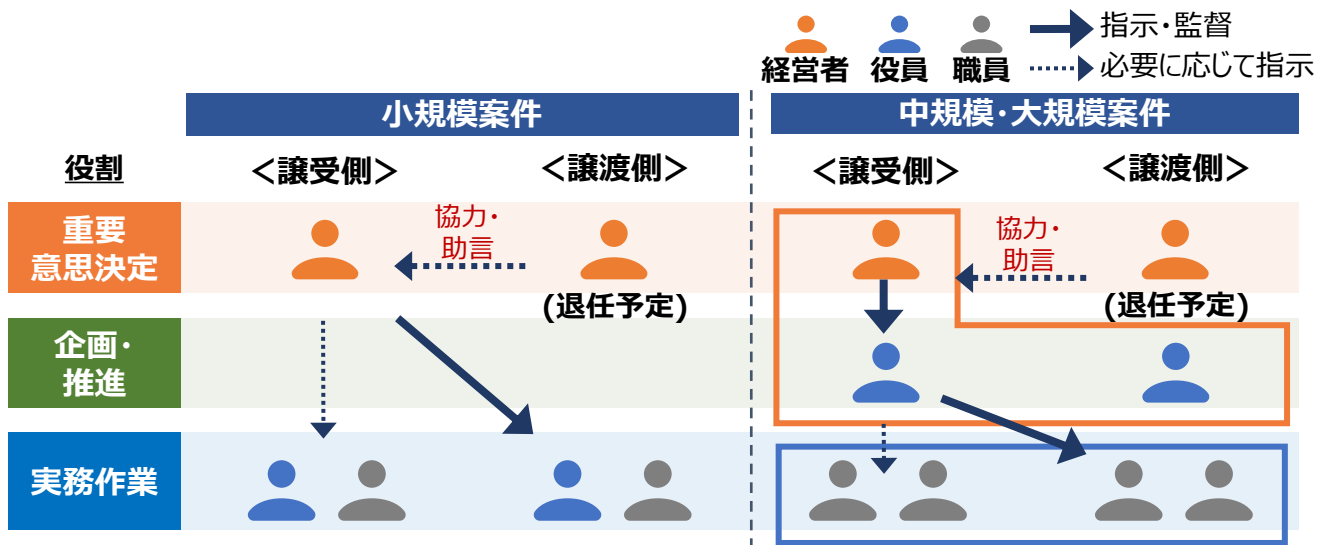 経営者 役員 職員
指示・監督
必要に応じて指示
小規模案件
中規模・大規模案件
役割
<譲受側>
<譲渡側>
<譲受側>
<譲渡側>
重要
意思決定
協力・
助言
(退任予定)
協力・
助言
(退任予定)
企画・
推進
実務作業